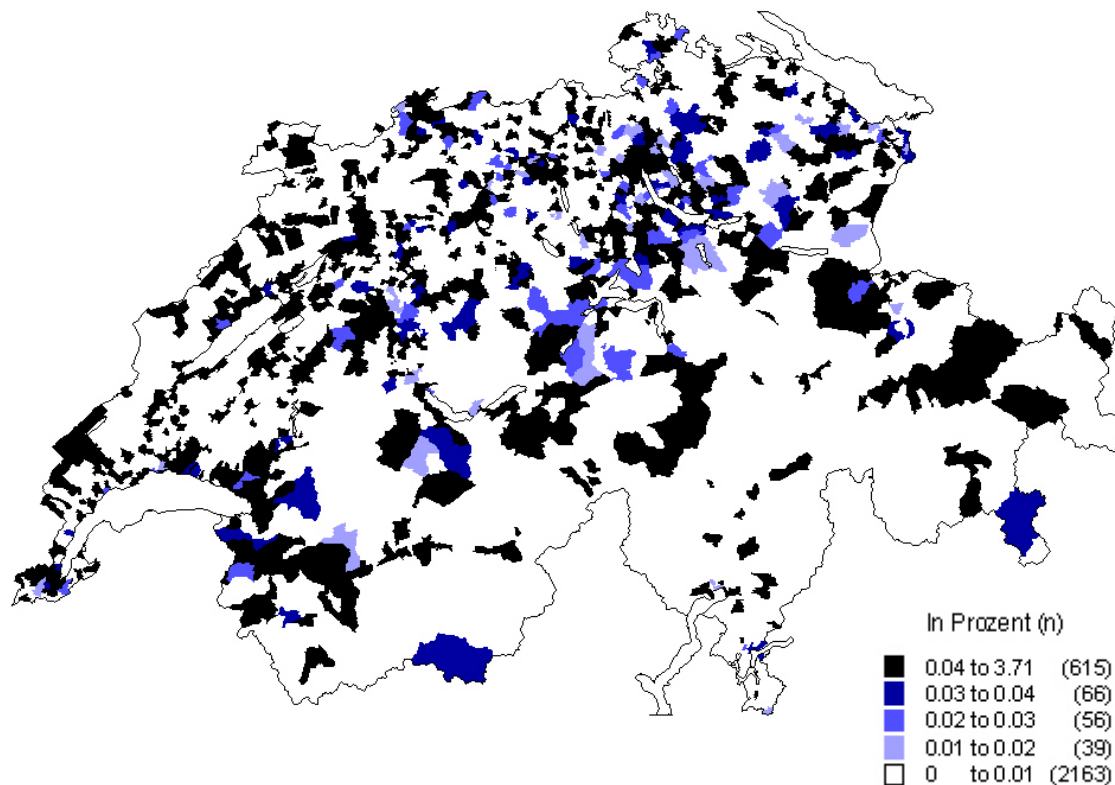 In Prozent (n)
0.04 to 3.71 (615)
0.03 to 0.04 (66)
0.02 to 0.03 (56)
0.01 to 0.02 (39)
0 to 0.01 (2163)